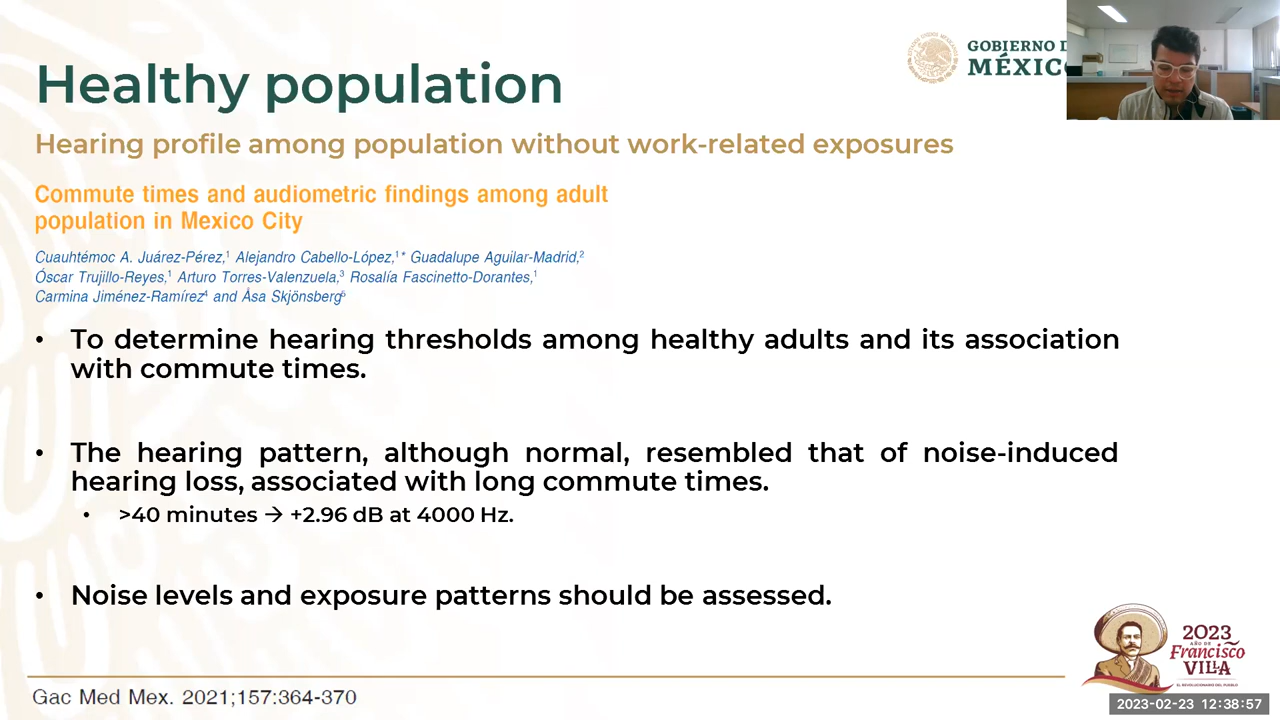 Healthy population
GOBIERNO D
MÉXICO
Hearing profile among population without work-related exposures
Commute times and audiometric findings among adult
population in Mexico City
Cuauhtémoc A. Juárez-Pérez,¹ Alejandro Cabello-López,¹* Guadalupe Aguilar-Madrid,²
Óscar Trujillo-Reyes,¹ Arturo Torres-Valenzuela,³ Rosalía Fascinetto-Dorantes,¹
Carmina Jiménez-Ramírez⁴ and Åsa Skjönsberg⁵
• To determine hearing thresholds among healthy adults and its association
with commute times.
• The hearing pattern, although normal, resembled that of noise-induced
hearing loss, associated with long commute times.
• >40 minutes → +2.96 dB at 4000 Hz.
• Noise levels and exposure patterns should be assessed.
2023
AÑO DE
Francisco
VILLA
EL REVOLUCIONARIO DEL PUEBLO
Gac Med Mex. 2021;157:364-370
2023-02-23 12:38:57